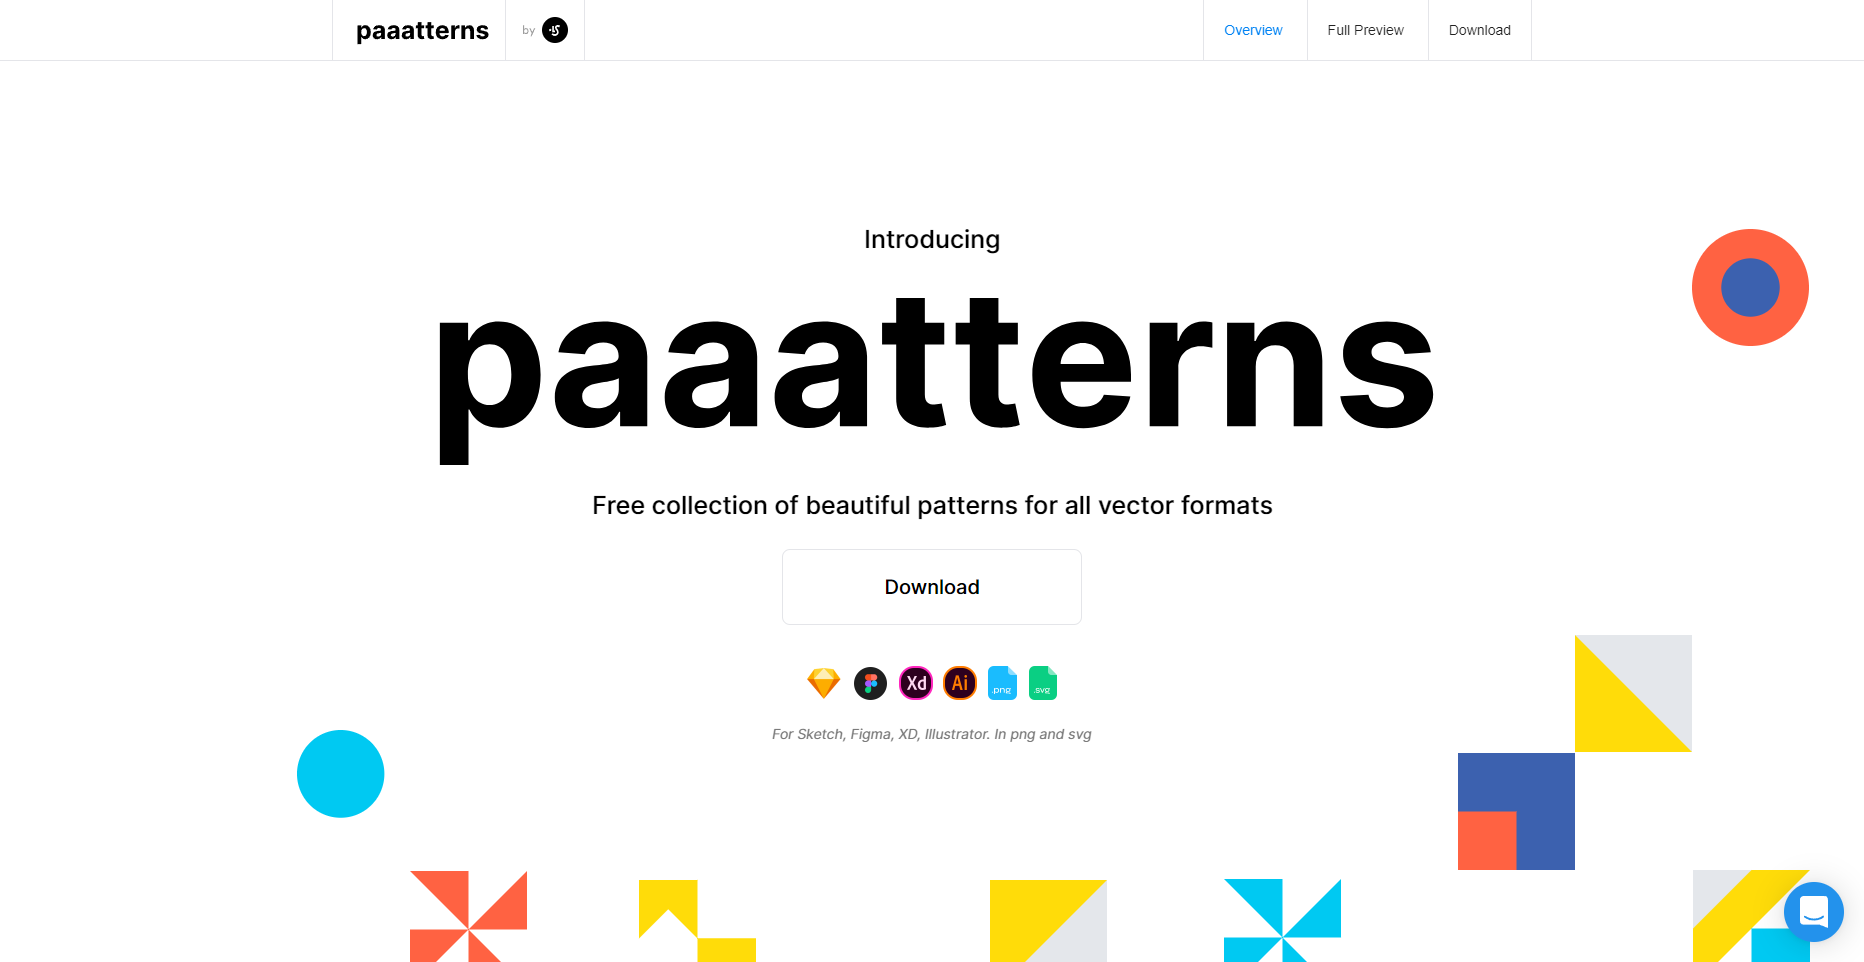 paaatterns
by
Overview
Full Preview
Download
Introducing
paaatterns
Free collection of beautiful patterns for all vector formats
Download
Xd
Ai
.png
.svg
For Sketch, Figma, XD, Illustrator. In png and svg